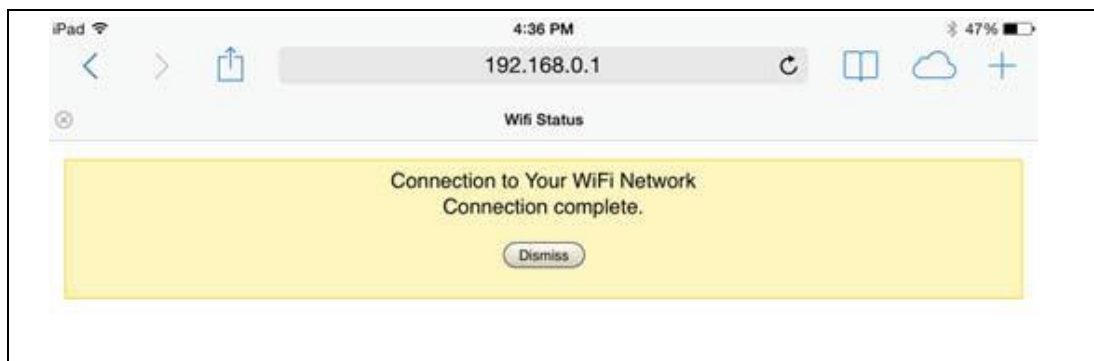 iPad 4:36 PM 47%
192.168.0.1
Wifi Status
Connection to Your WiFi Network
Connection complete.
Dismiss